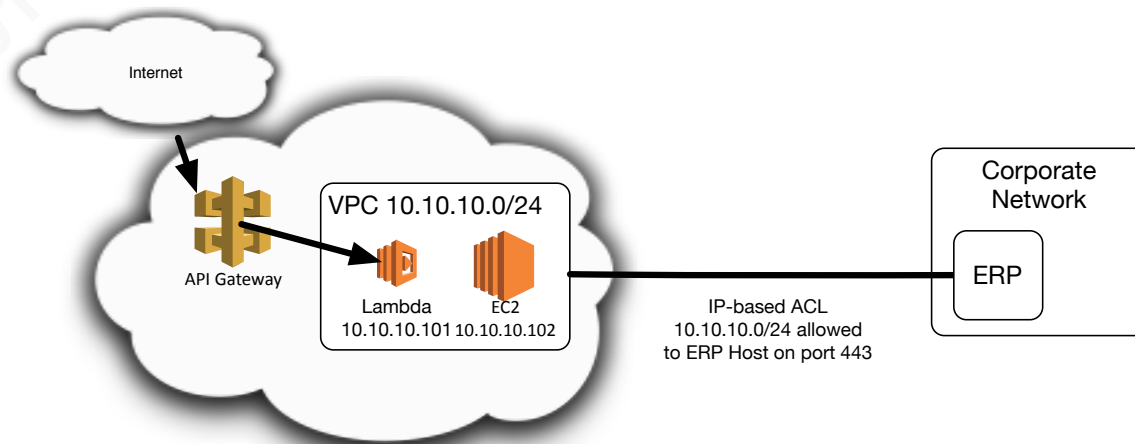 Internet
API Gateway
VPC 10.10.10.0/24
Lambda
10.10.10.101
EC2
10.10.10.102
IP-based ACL
10.10.10.0/24 allowed
to ERP Host on port 443
Corporate
Network
ERP